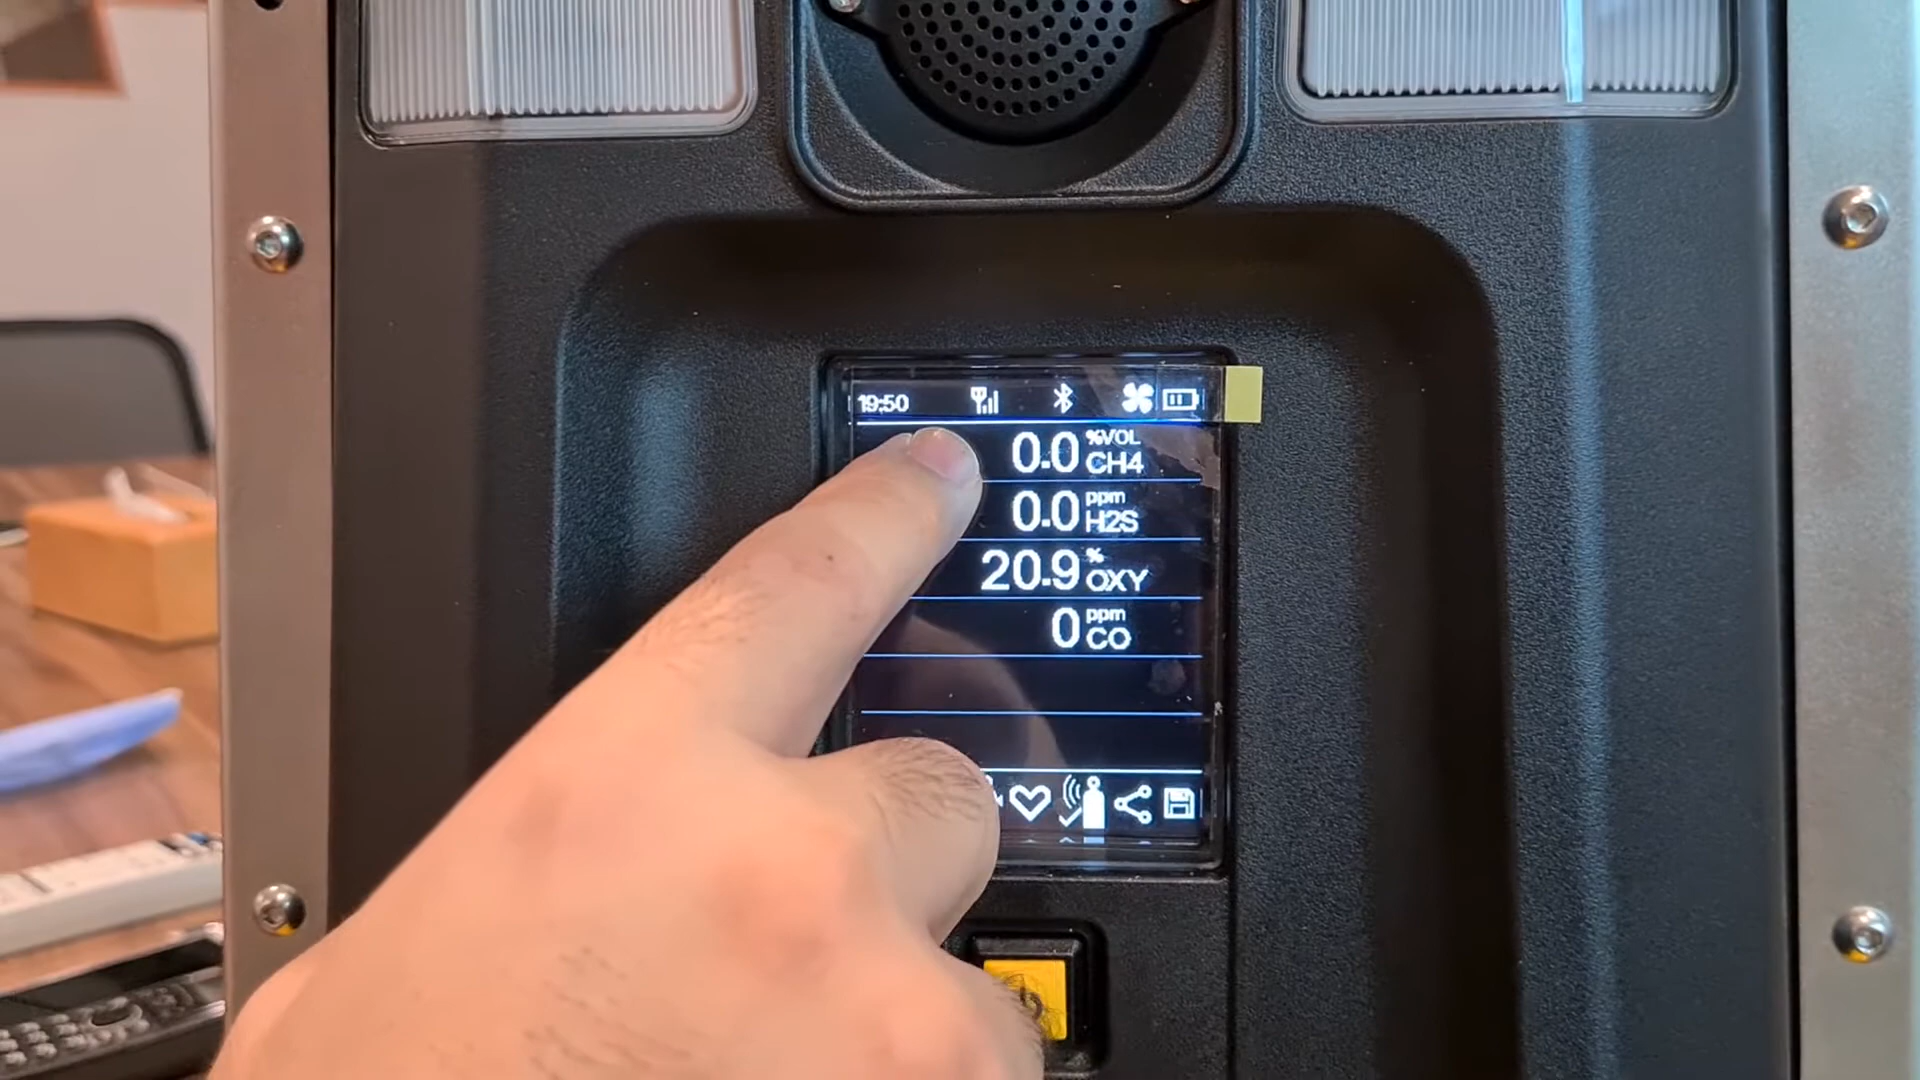 19:50
0.0 %VOL CH4
0.0 ppm H2S
20.9 % OXY
0 ppm CO